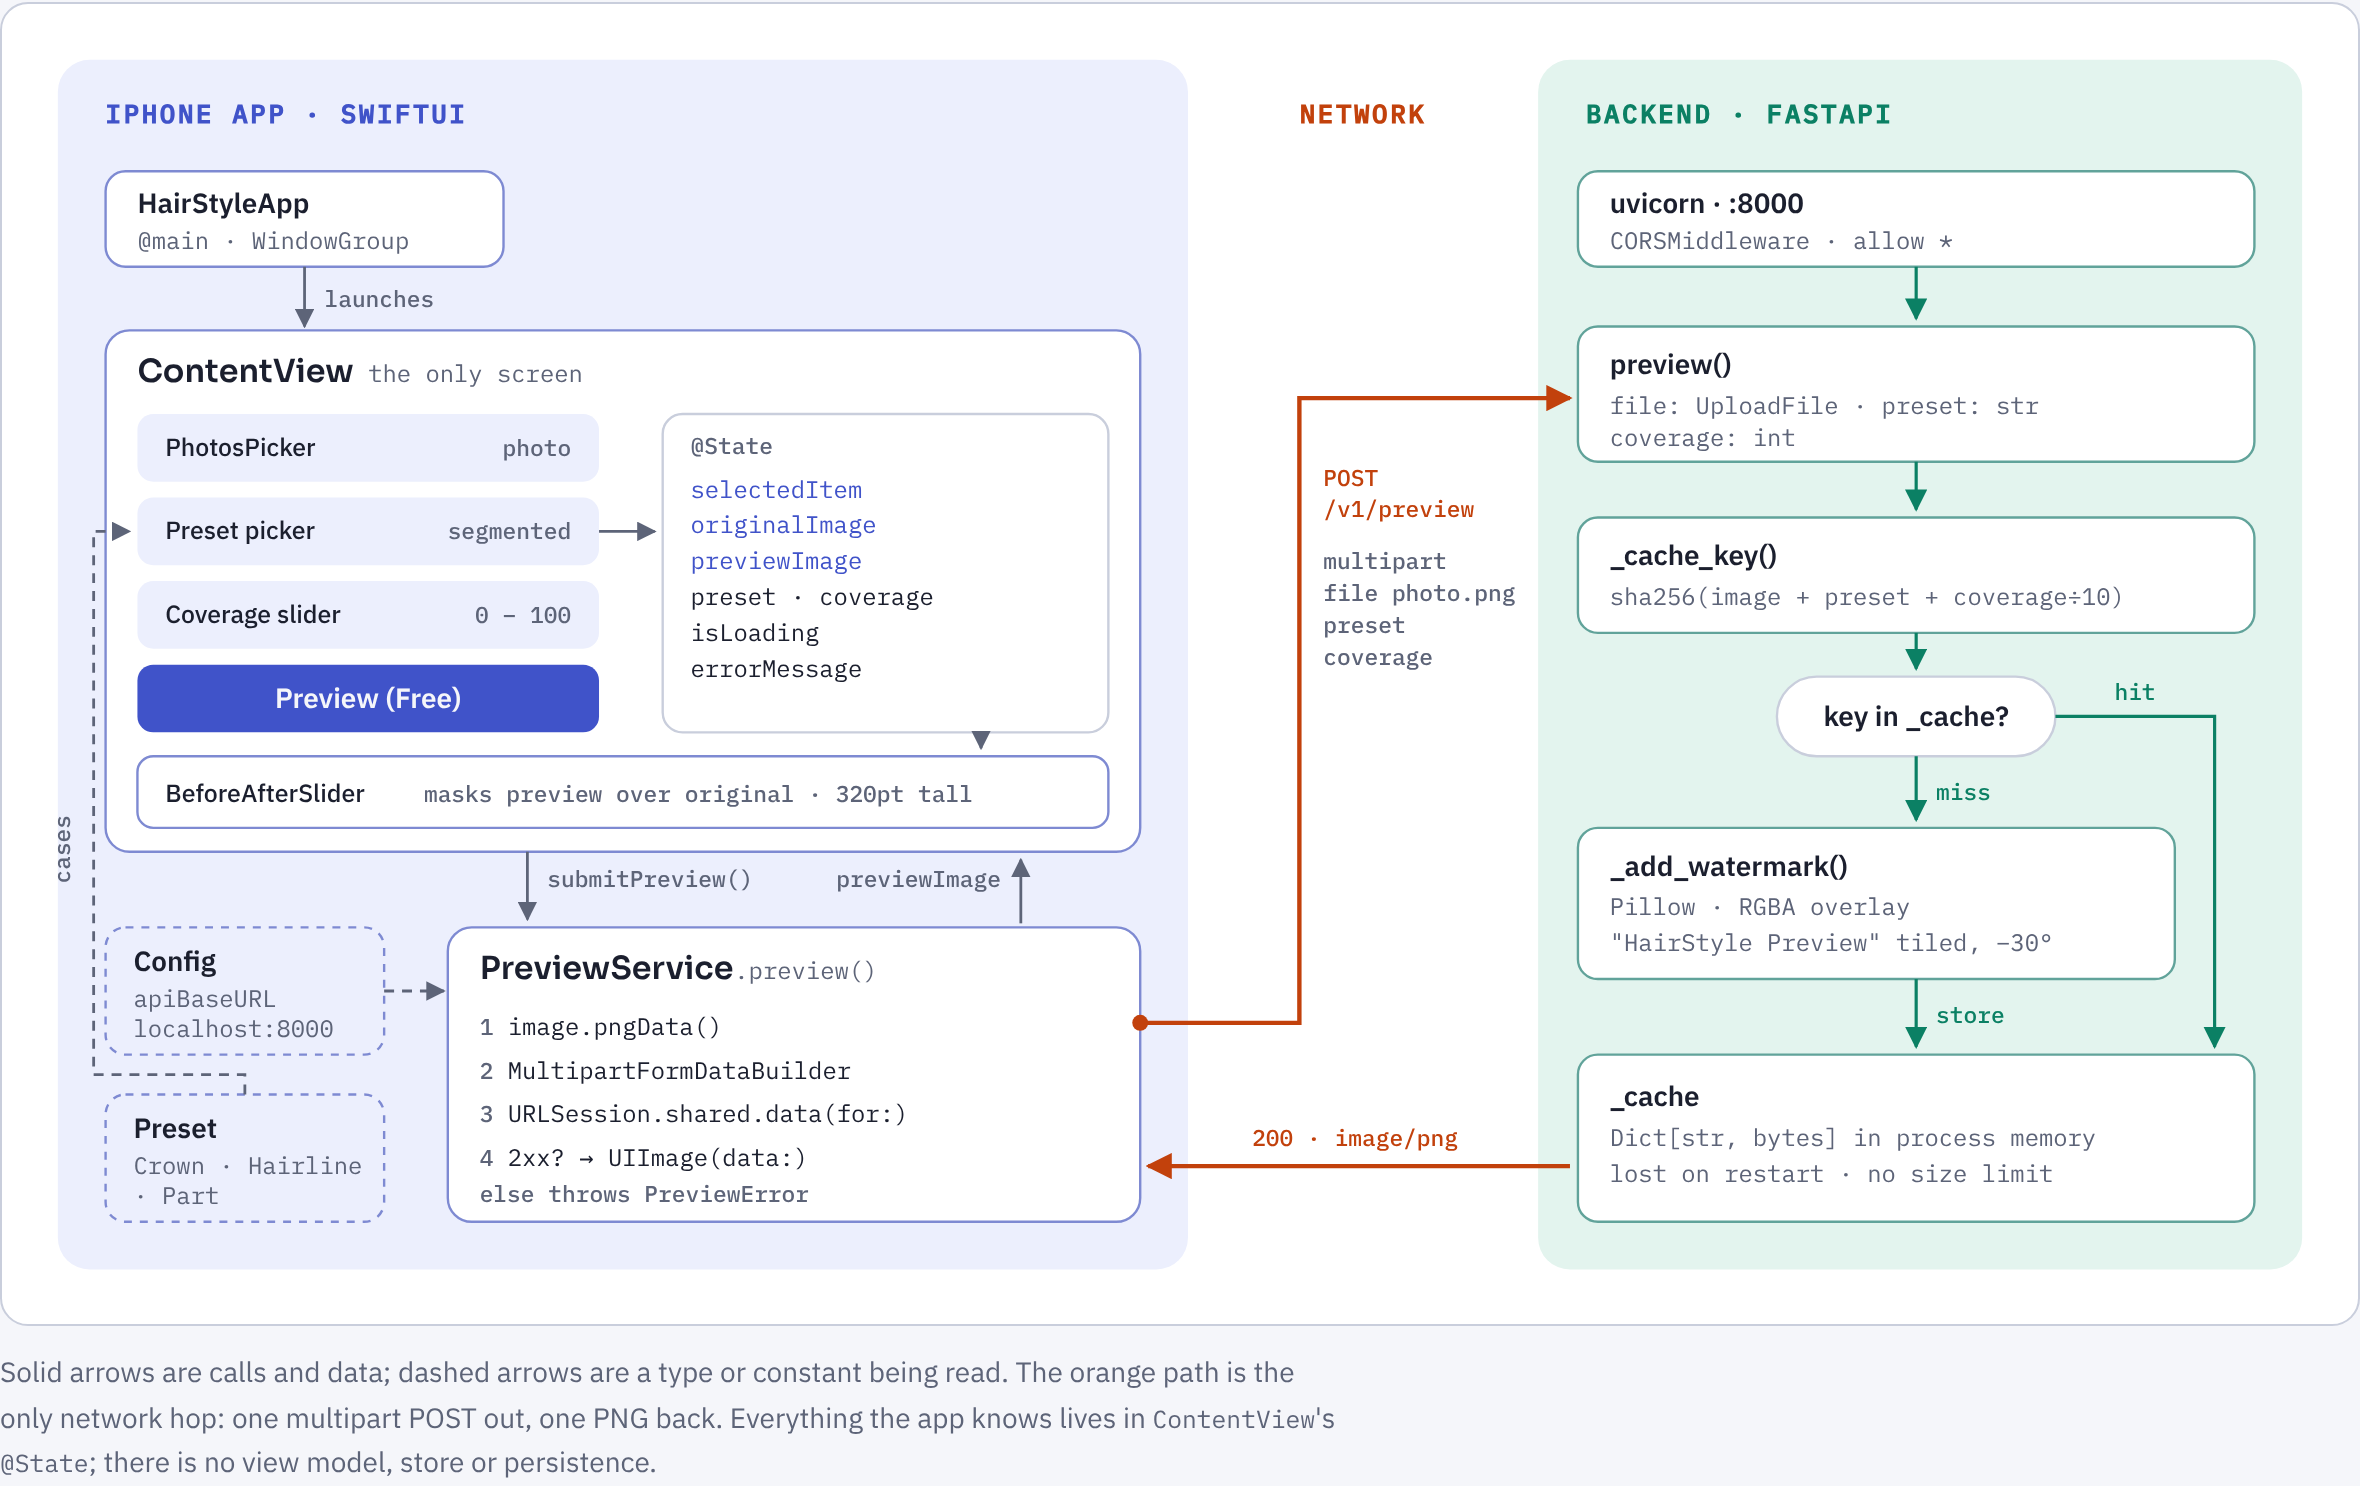 IPHONE APP · SWIFTUI
HairStyleApp
@main · WindowGroup
launches
ContentView the only screen
PhotosPicker photo
Preset picker segmented
Coverage slider 0 – 100
Preview (Free)
@State
selectedItem
originalImage
previewImage
preset · coverage
isLoading
errorMessage
BeforeAfterSlider masks preview over original · 320pt tall
cases
submitPreview()
previewImage
Config
apiBaseURL
localhost:8000
Preset
Crown · Hairline
· Part
PreviewService.preview()
1 image.pngData()
2 MultipartFormDataBuilder
3 URLSession.shared.data(for:)
4 2xx? → UIImage(data:)
else throws PreviewError
NETWORK
POST
/v1/preview
multipart
file photo.png
preset
coverage
200 · image/png
BACKEND · FASTAPI
uvicorn · :8000
CORSMiddleware · allow *
preview()
file: UploadFile · preset: str
coverage: int
_cache_key()
sha256(image + preset + coverage÷10)
key in _cache?
hit
miss
_add_watermark()
Pillow · RGBA overlay
"HairStyle Preview" tiled, −30°
store
_cache
Dict[str, bytes] in process memory
lost on restart · no size limit
Solid arrows are calls and data; dashed arrows are a type or constant being read. The orange path is the
only network hop: one multipart POST out, one PNG back. Everything the app knows lives in ContentView's
@State; there is no view model, store or persistence.